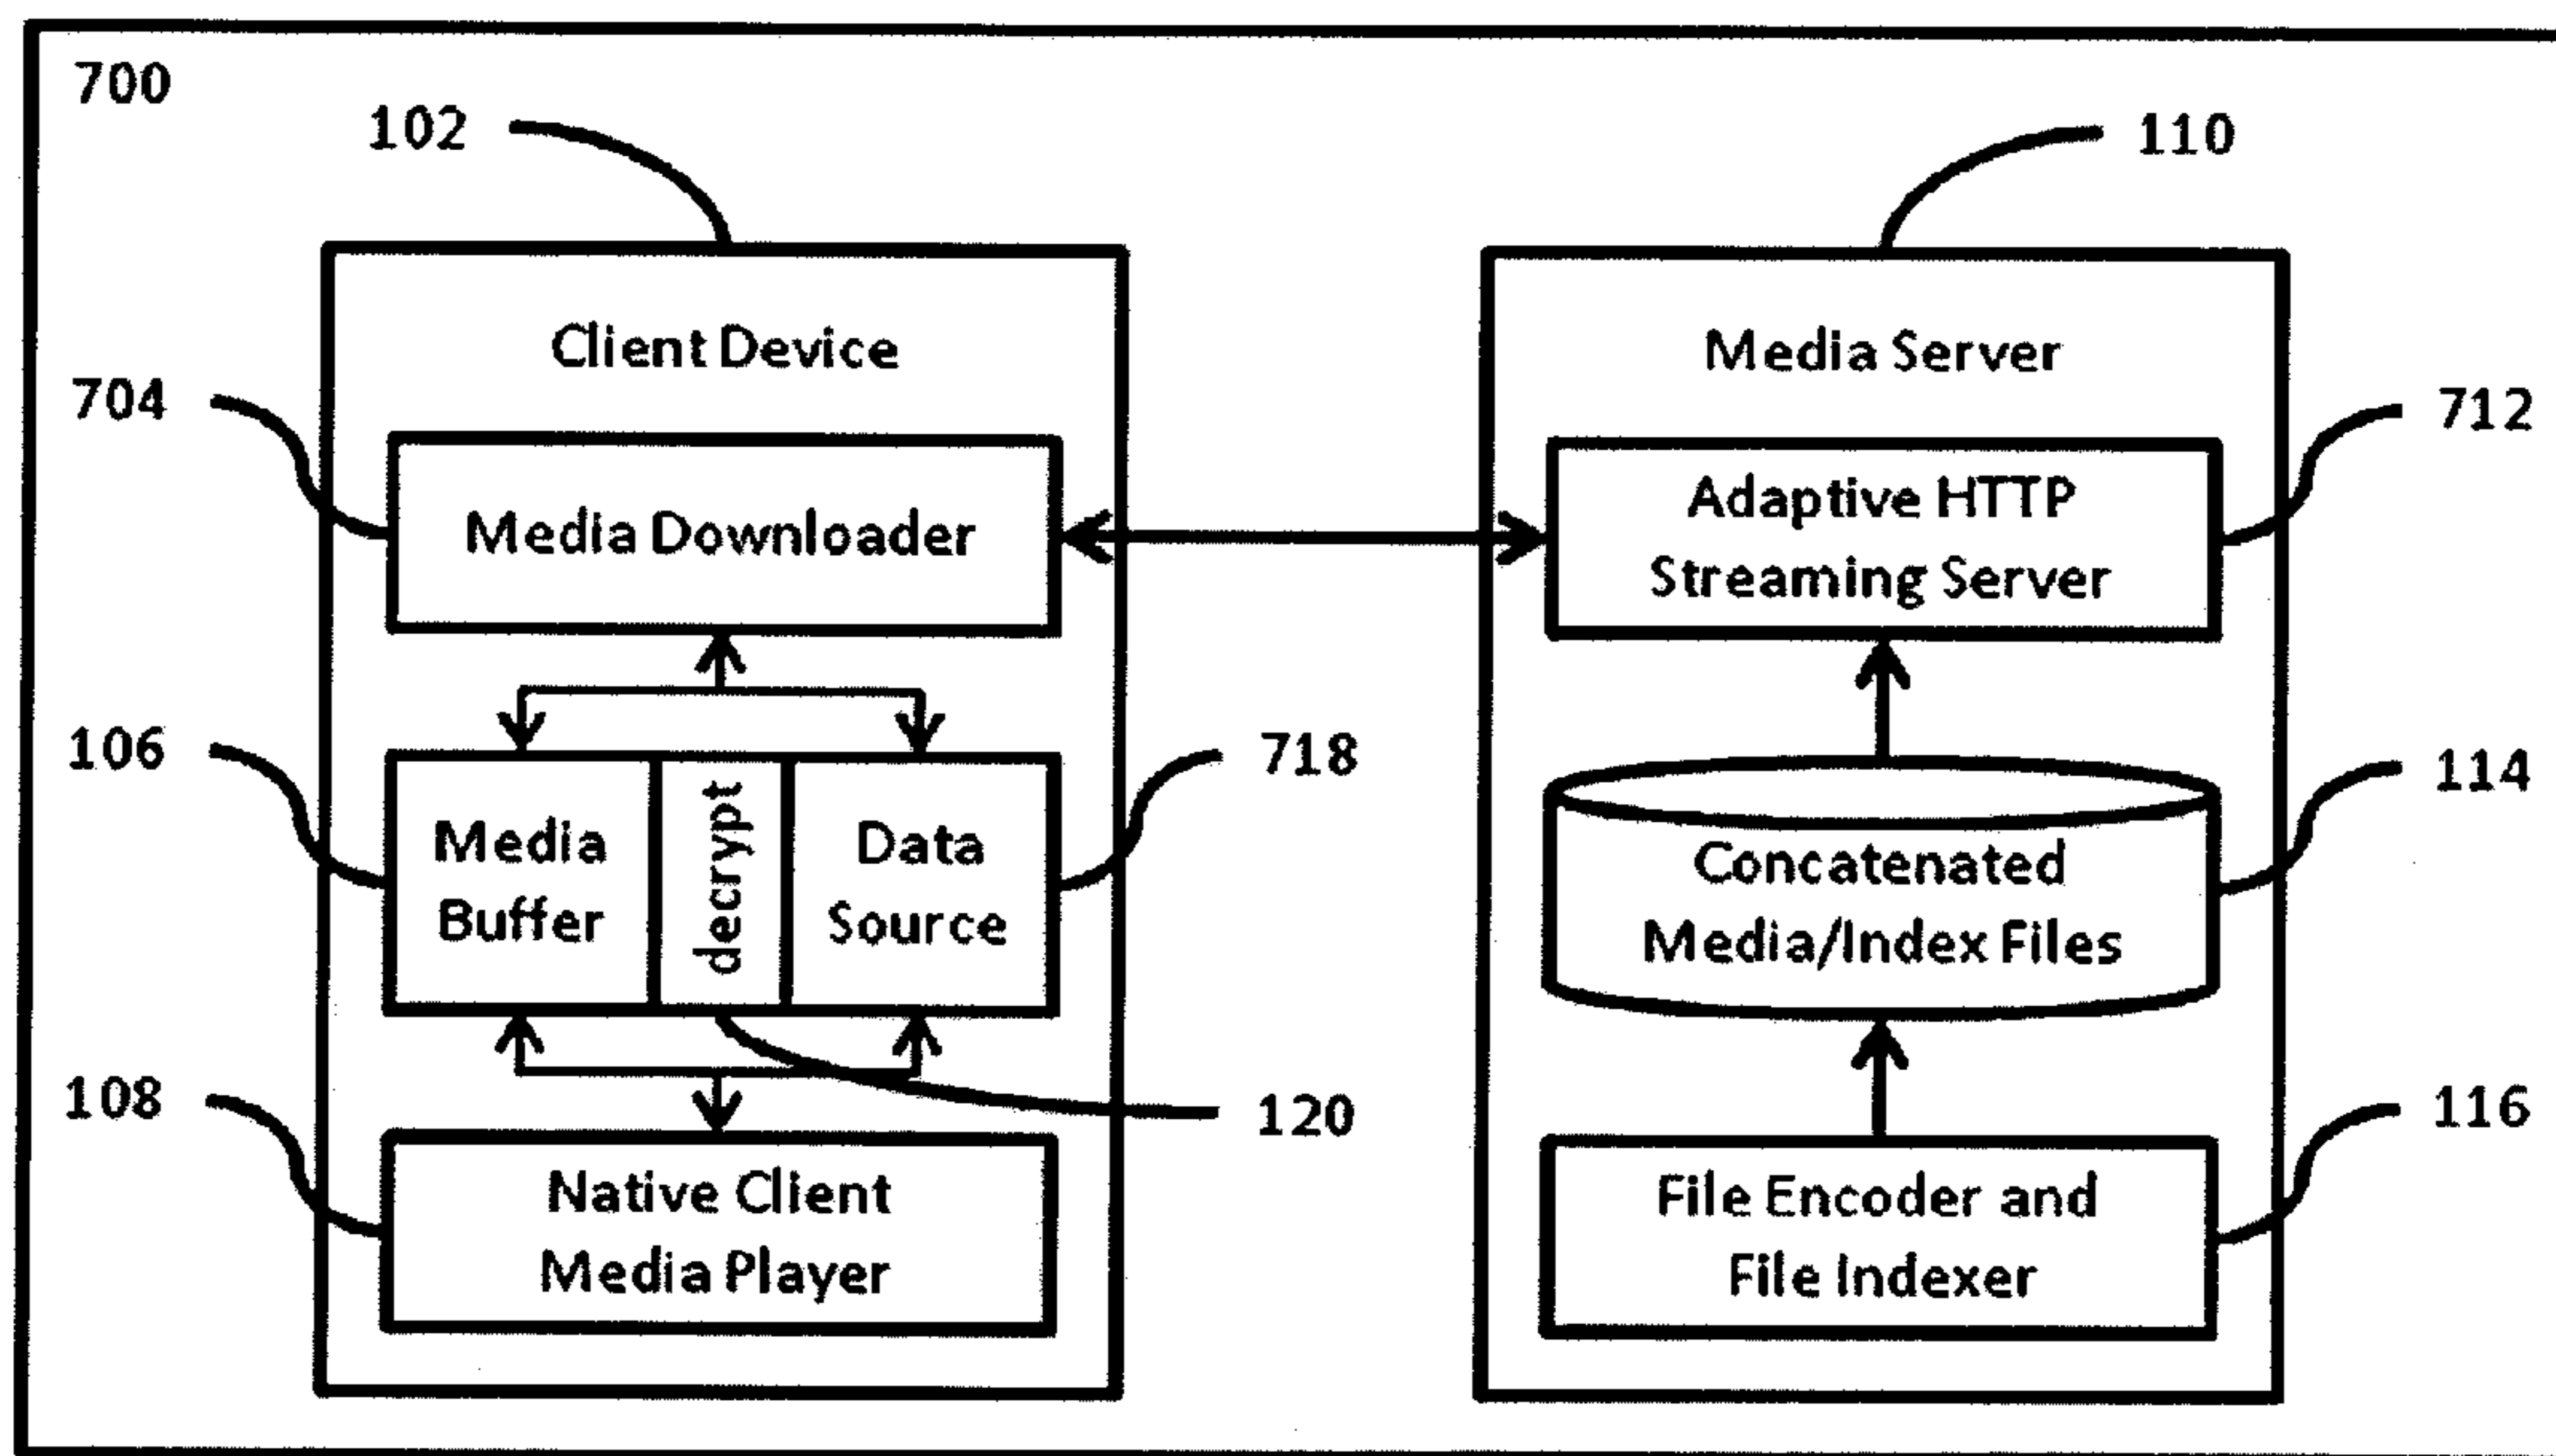 700
102
110
Client Device
Media Server
704
712
Media Downloader
Adaptive HTTP
Streaming Server
106
718
114
Media
Buffer
decrypt
Data
Source
Concatenated
Media/Index Files
108
120
116
Native Client
Media Player
File Encoder and
File Indexer